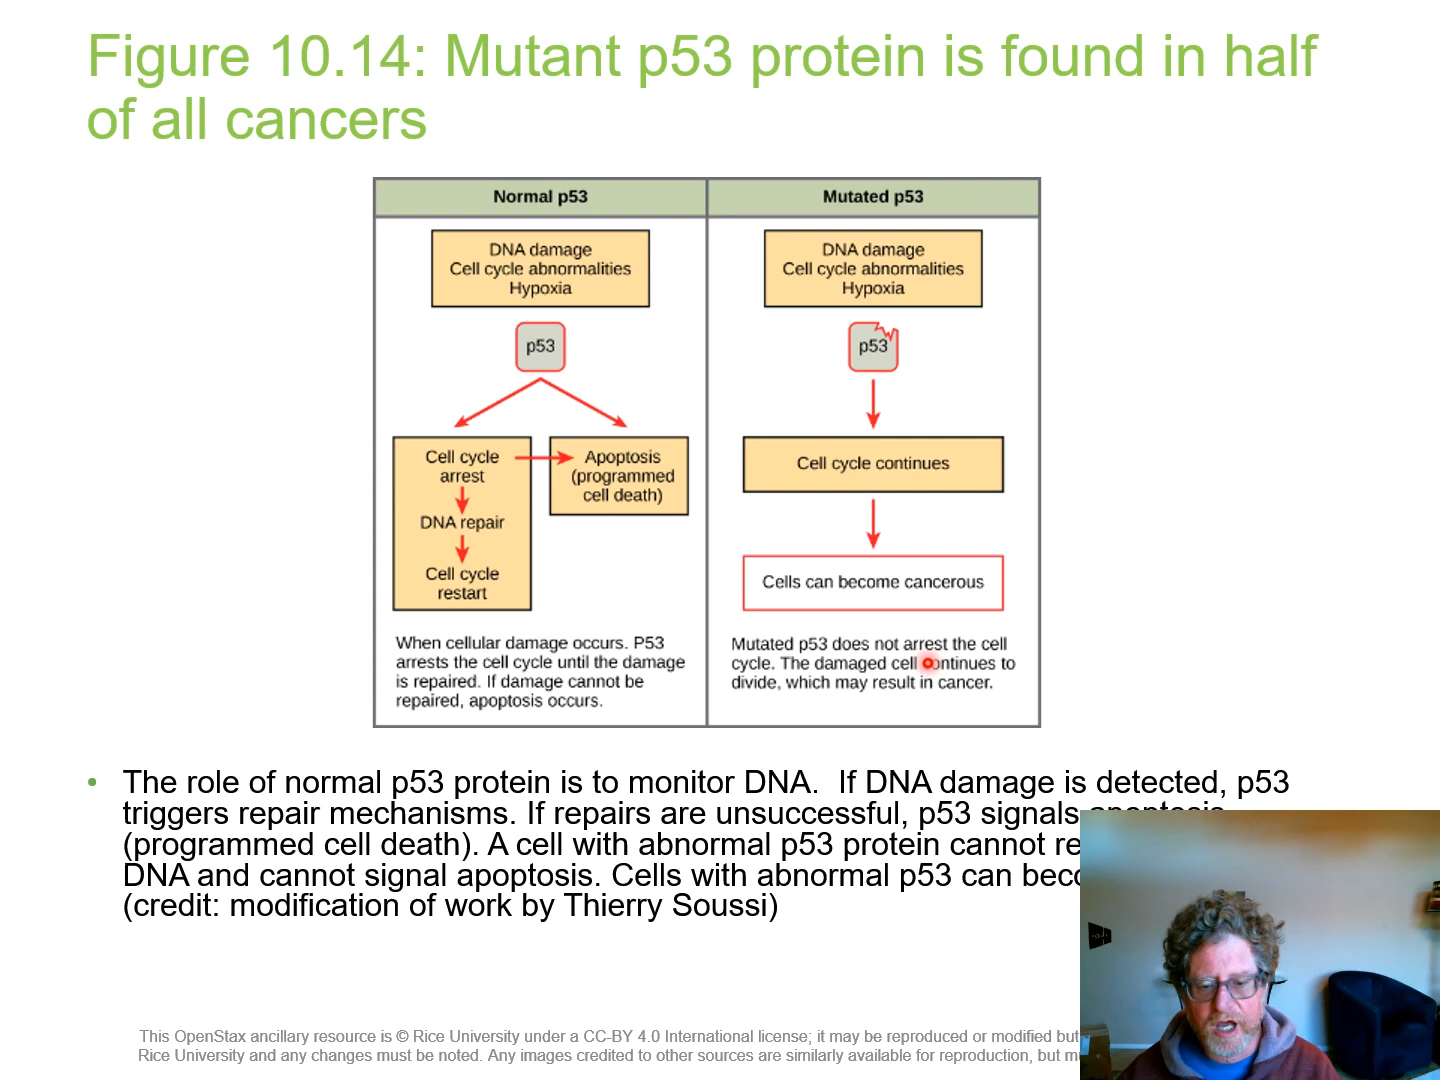 Figure 10.14: Mutant p53 protein is found in half
of all cancers
Normal p53
DNA damage
Cell cycle abnormalities
Hypoxia
p53
Cell cycle
arrest
DNA repair
Cell cycle
restart
Apoptosis
(programmed
cell death)
When cellular damage occurs. P53
arrests the cell cycle until the damage
is repaired. If damage cannot be
repaired, apoptosis occurs.
Mutated p53
DNA damage
Cell cycle abnormalities
Hypoxia
p53
Cell cycle continues
Cells can become cancerous
Mutated p53 does not arrest the cell
cycle. The damaged cell continues to
divide, which may result in cancer.
• The role of normal p53 protein is to monitor DNA.  If DNA damage is detected, p53
triggers repair mechanisms. If repairs are unsuccessful, p53 signals apoptosis
(programmed cell death). A cell with abnormal p53 protein cannot
DNA and cannot signal apoptosis. Cells with abnormal p53 can
(credit: modification of work by Thierry Soussi)
This OpenStax ancillary resource is © Rice University under a CC-BY 4.0 International license; it may be reproduced or modified but
Rice University and any changes must be noted. Any images credited to other sources are similarly available for reproduction, but